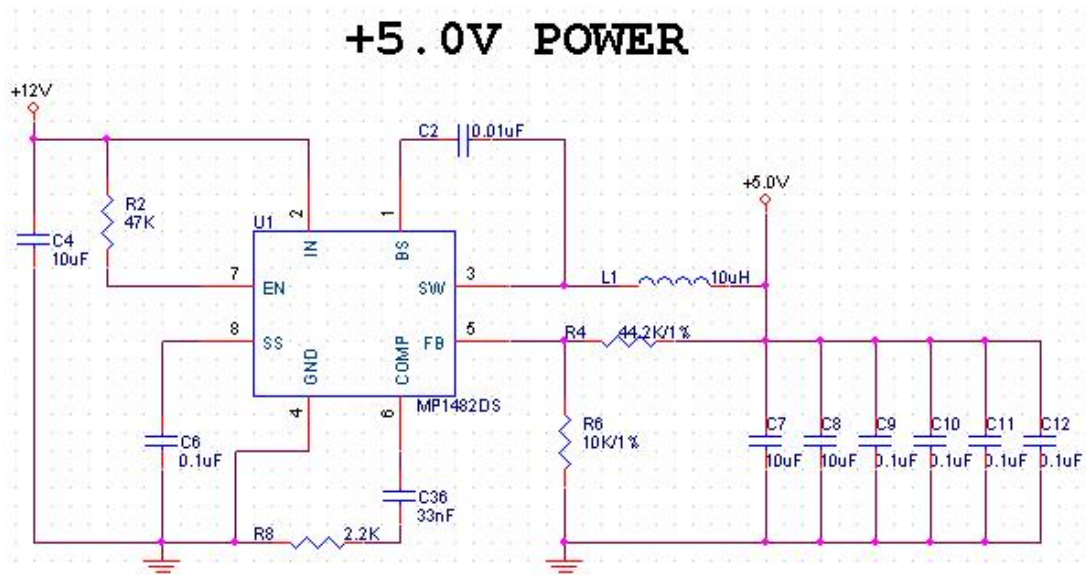 +5.0V POWER
+12V
C2 0.01uF
R2
47K
+5.0V
U1
2
1
C4
10uF
IN
BS
L1 10uH
7
EN
SW
3
8
SS
GND
COMP
FB
5
R4 44.2K/1%
4
6
MP1482DS
C6
0.1uF
R6
10K/1%
C7 C8 C9 C10 C11 C12
10uF 10uF 0.1uF 0.1uF 0.1uF 0.1uF
C36
33nF
R8 2.2K